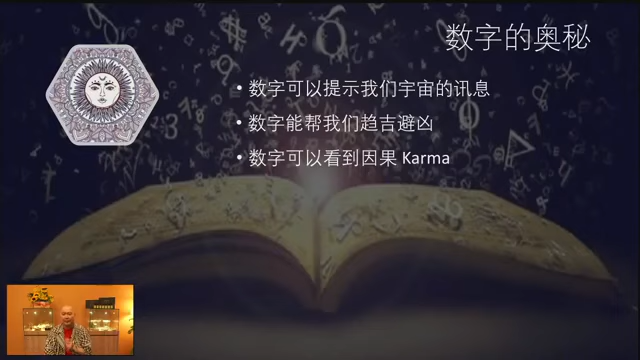 数字的奥秘
• 数字可以提示我们宇宙的讯息
• 数字能帮我们趋吉避凶
• 数字可以看到因果 Karma